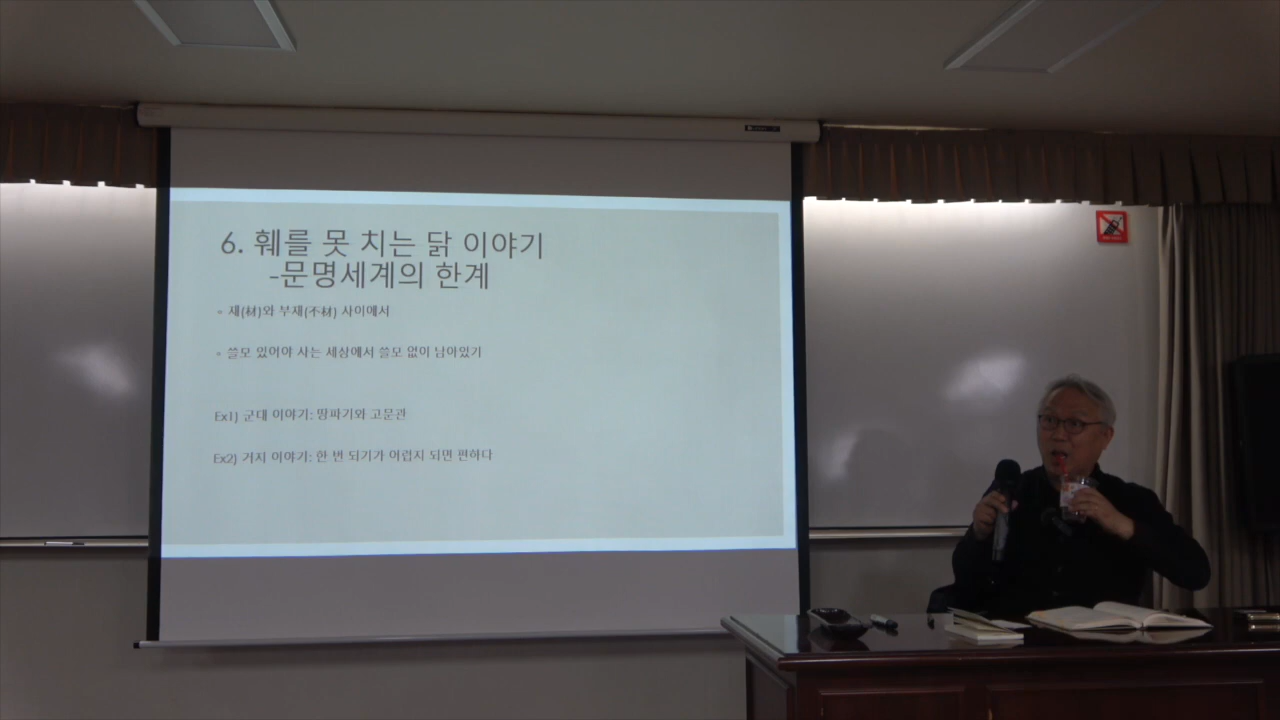 6. 훼를 못 치는 닭 이야기
-문명세계의 한계
◦ 재(材)와 부재(不材) 사이에서
◦ 쓸모 있어야 사는 세상에서 쓸모 없이 남아있기
Ex1) 군대 이야기: 땅파기와 고문관
Ex2) 거지 이야기: 한 번 되기가 어렵지 되면 편하다